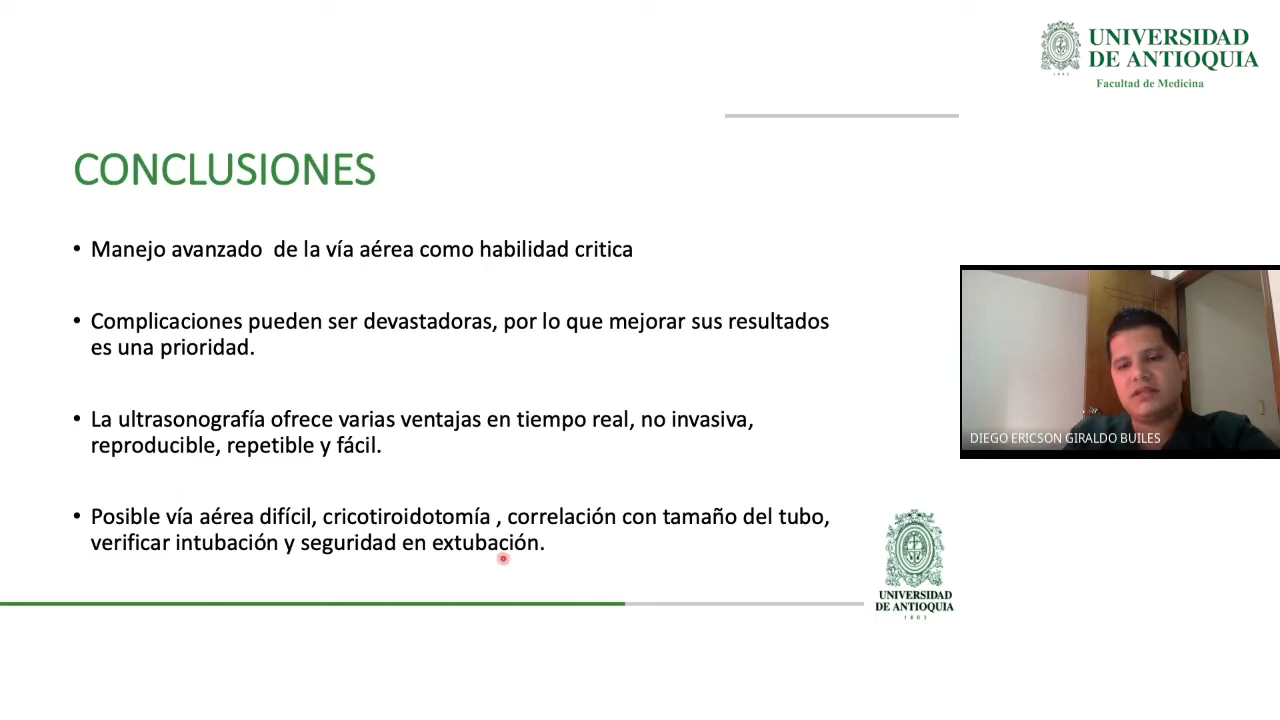 UNIVERSIDAD
DE ANTIOQUIA
1803
Facultad de Medicina
CONCLUSIONES
• Manejo avanzado  de la vía aérea como habilidad critica
• Complicaciones pueden ser devastadoras, por lo que mejorar sus resultados
es una prioridad.
• La ultrasonografía ofrece varias ventajas en tiempo real, no invasiva,
reproducible, repetible y fácil.
• Posible vía aérea difícil, cricotiroidotomía , correlación con tamaño del tubo,
verificar intubación y seguridad en extubación.
DIEGO ERICSON GIRALDO BUILES
UNIVERSIDAD
DE ANTIOQUIA
1803